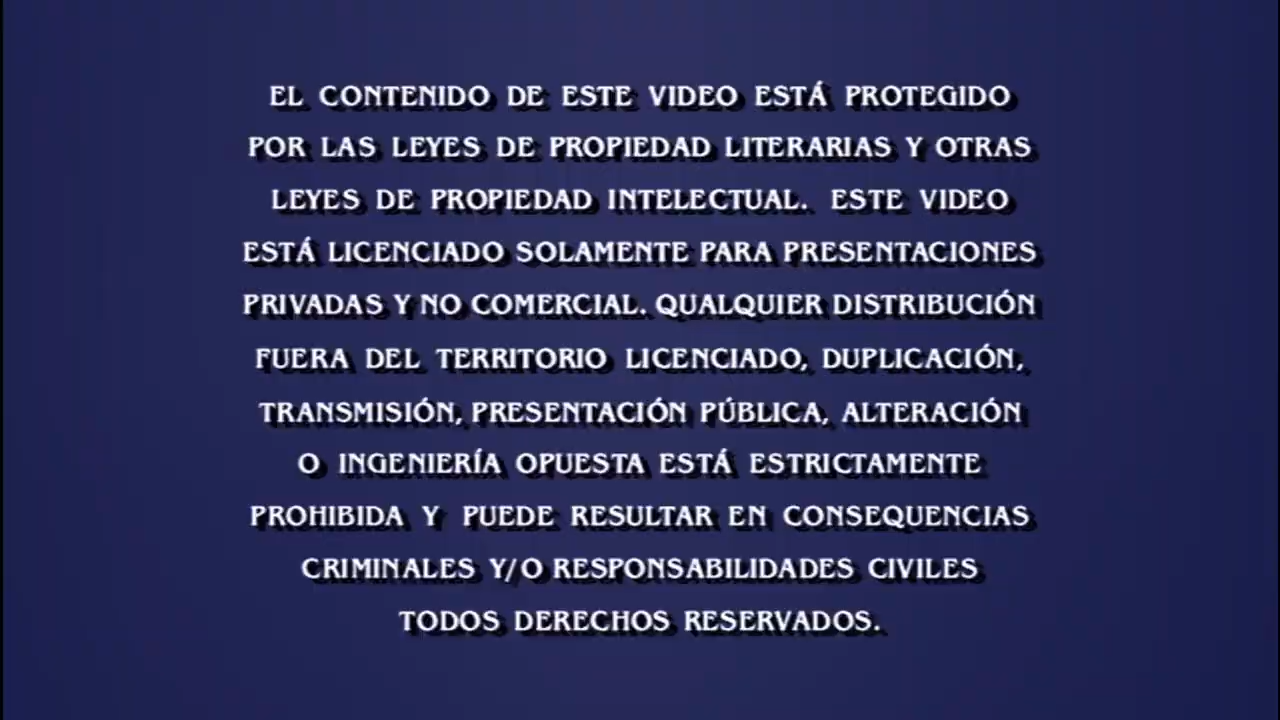 EL CONTENIDO DE ESTE VIDEO ESTÁ PROTEGIDO
POR LAS LEYES DE PROPIEDAD LITERARIAS Y OTRAS
LEYES DE PROPIEDAD INTELECTUAL. ESTE VIDEO
ESTÁ LICENCIADO SOLAMENTE PARA PRESENTACIONES
PRIVADAS Y NO COMERCIAL. QUALQUIER DISTRIBUCIÓN
FUERA DEL TERRITORIO LICENCIADO, DUPLICACIÓN,
TRANSMISIÓN, PRESENTACIÓN PÚBLICA, ALTERACIÓN
O INGENIERÍA OPUESTA ESTÁ ESTRICTAMENTE
PROHIBIDA Y PUEDE RESULTAR EN CONSEQUENCIAS
CRIMINALES Y/O RESPONSABILIDADES CIVILES
TODOS DERECHOS RESERVADOS.